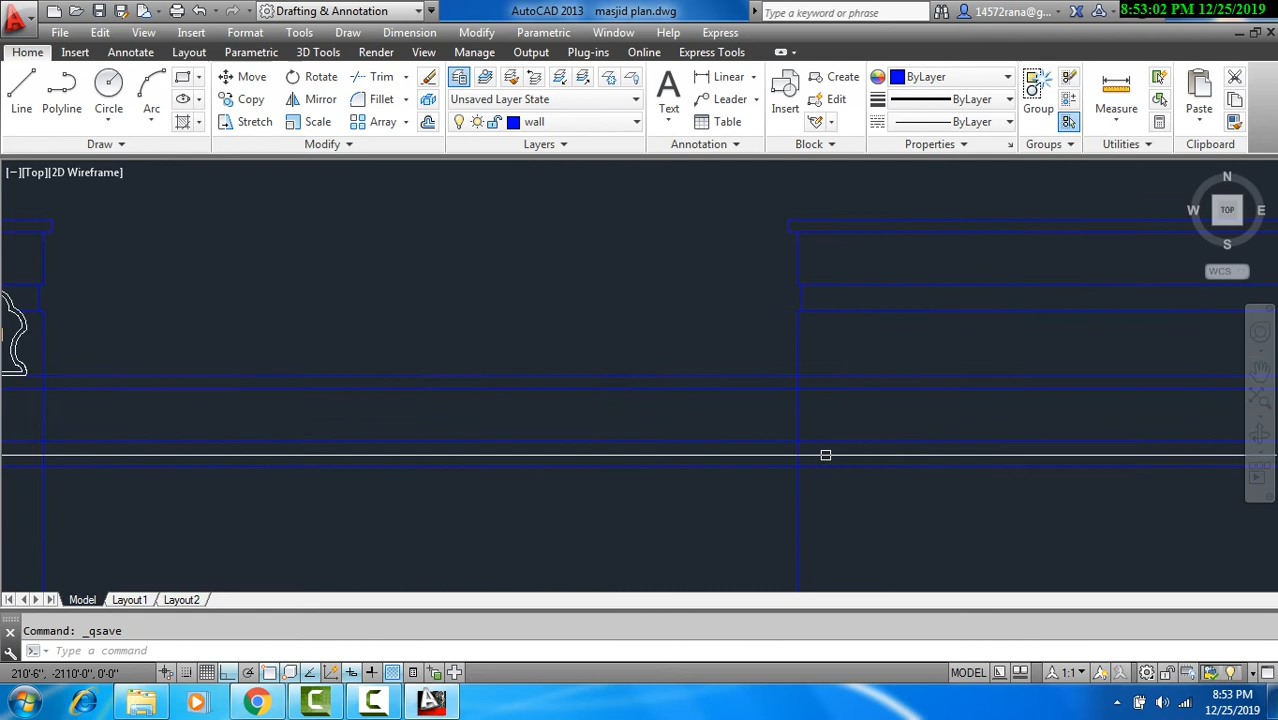 Drafting & Annotation
AutoCAD 2013 masjid plan.dwg
Type a keyword or phrase
14572rana@g...
8:53:02 PM 12/25/2019
File Edit View Insert Format Tools Draw Dimension Modify Parametric Window Help Express
Home Insert Annotate Layout Parametric 3D Tools Render View Manage Output Plug-ins Online Express Tools
Line Polyline Circle Arc
Move Rotate Trim
Copy Mirror Fillet
Stretch Scale Array
Unsaved Layer State
wall
Text
Linear
Leader
Table
Insert
Create
Edit
ByLayer
ByLayer
ByLayer
Group
Measure
Paste
Draw Modify Layers Annotation Block Properties Groups Utilities Clipboard
[−][Top][2D Wireframe]
N
W TOP E
S
WCS
Model Layout1 Layout2
Command: _qsave
Type a command
210'-6", -2110'-0", 0'-0"
MODEL
1:1
8:53 PM
12/25/2019